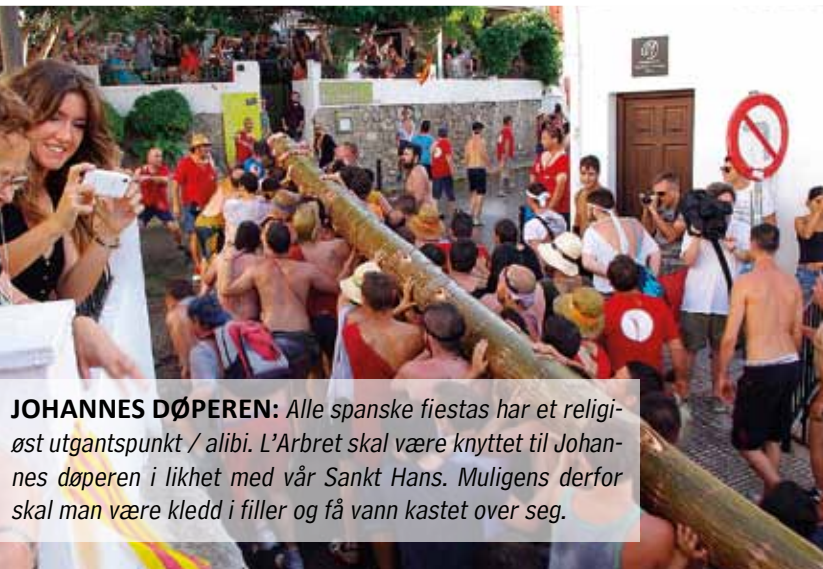 JOHANNES DØPEREN: Alle spanske fiestas har et religi-
øst utgantspunkt / alibi. L’Arbret skal være knyttet til Johan-
nes døperen i likhet med vår Sankt Hans. Muligens derfor
skal man være kledd i filler og få vann kastet over seg.